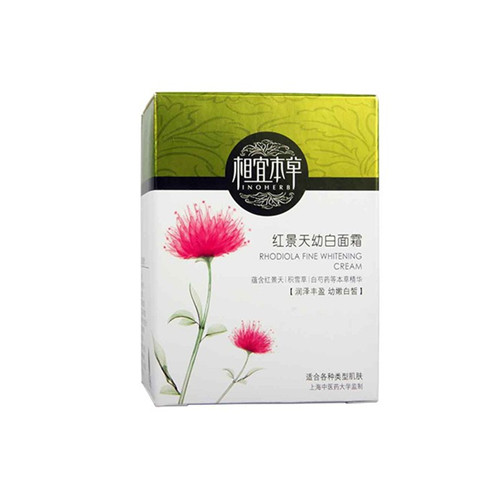 相宜本草
INOHERB
红景天幼白面霜
RHODIOLA FINE WHITENING
CREAM
蕴含红景天|积雪草|白芍药等本草精华
【润泽丰盈 幼嫩白皙】
适合各种类型肌肤
上海中医药大学监制